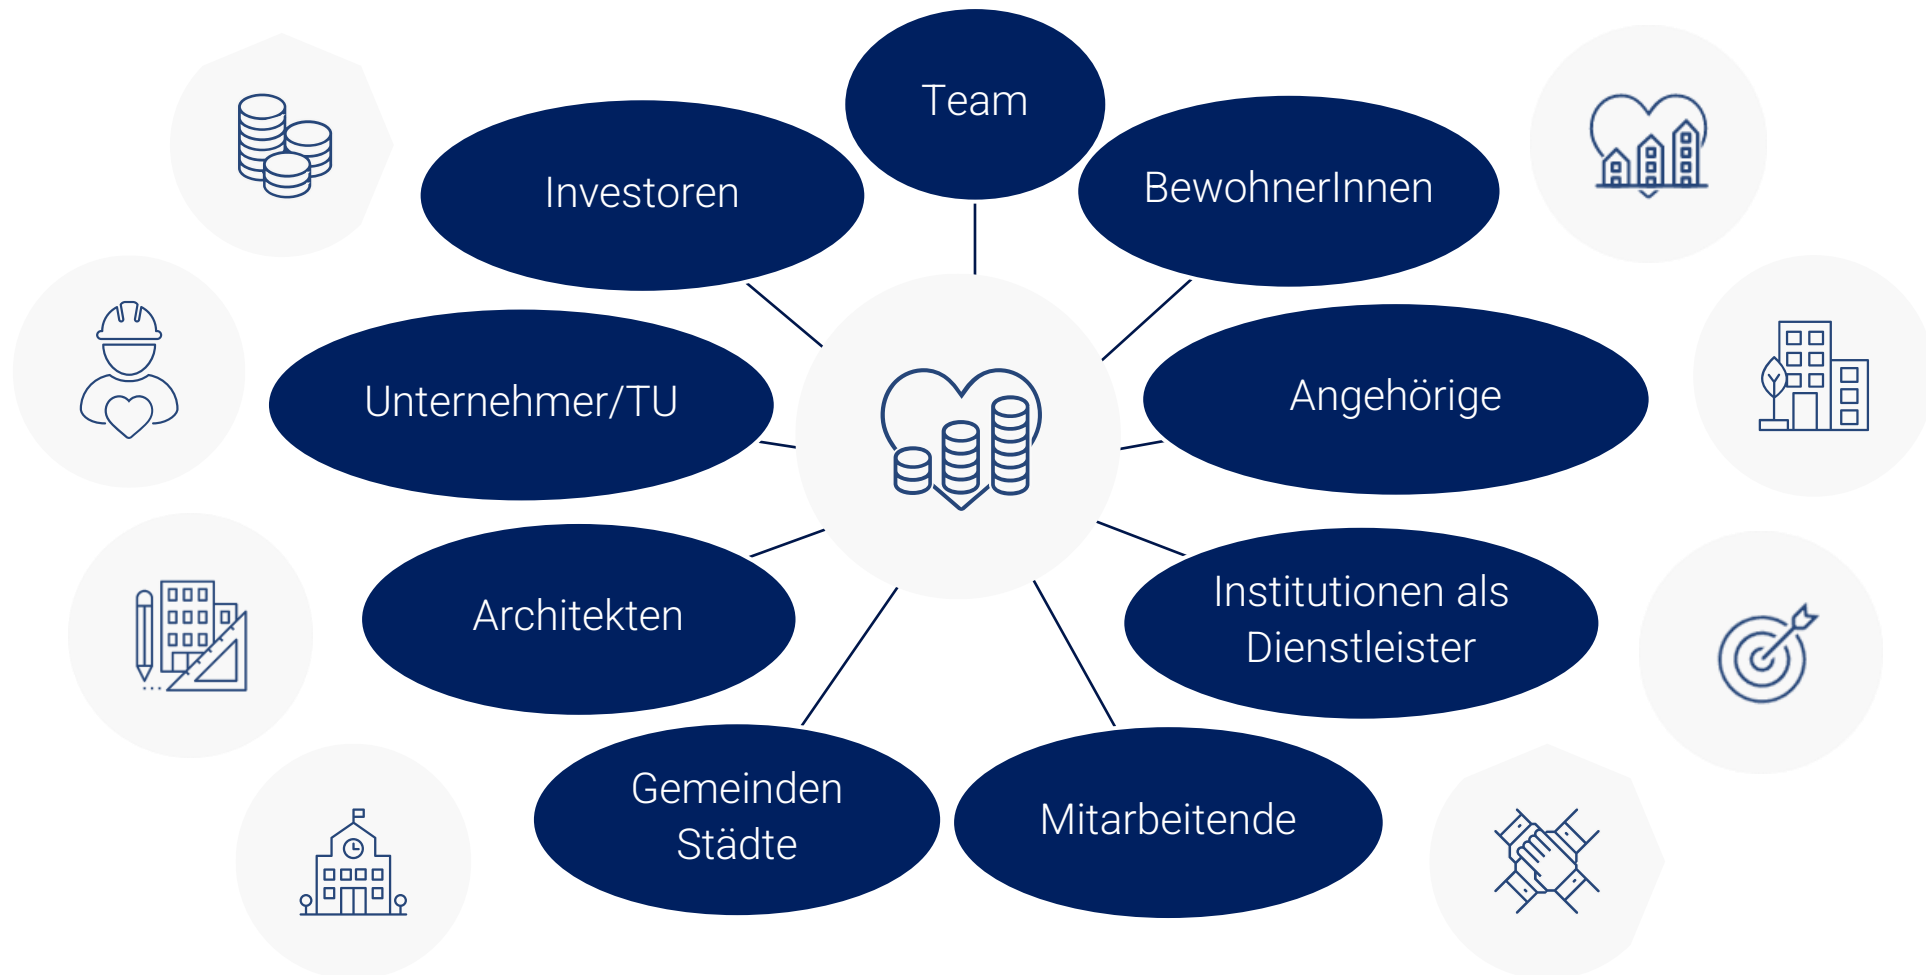 Team
Investoren
BewohnerInnen
Unternehmer/TU
Angehörige
Architekten
Institutionen als
Dienstleister
Gemeinden
Städte
Mitarbeitende